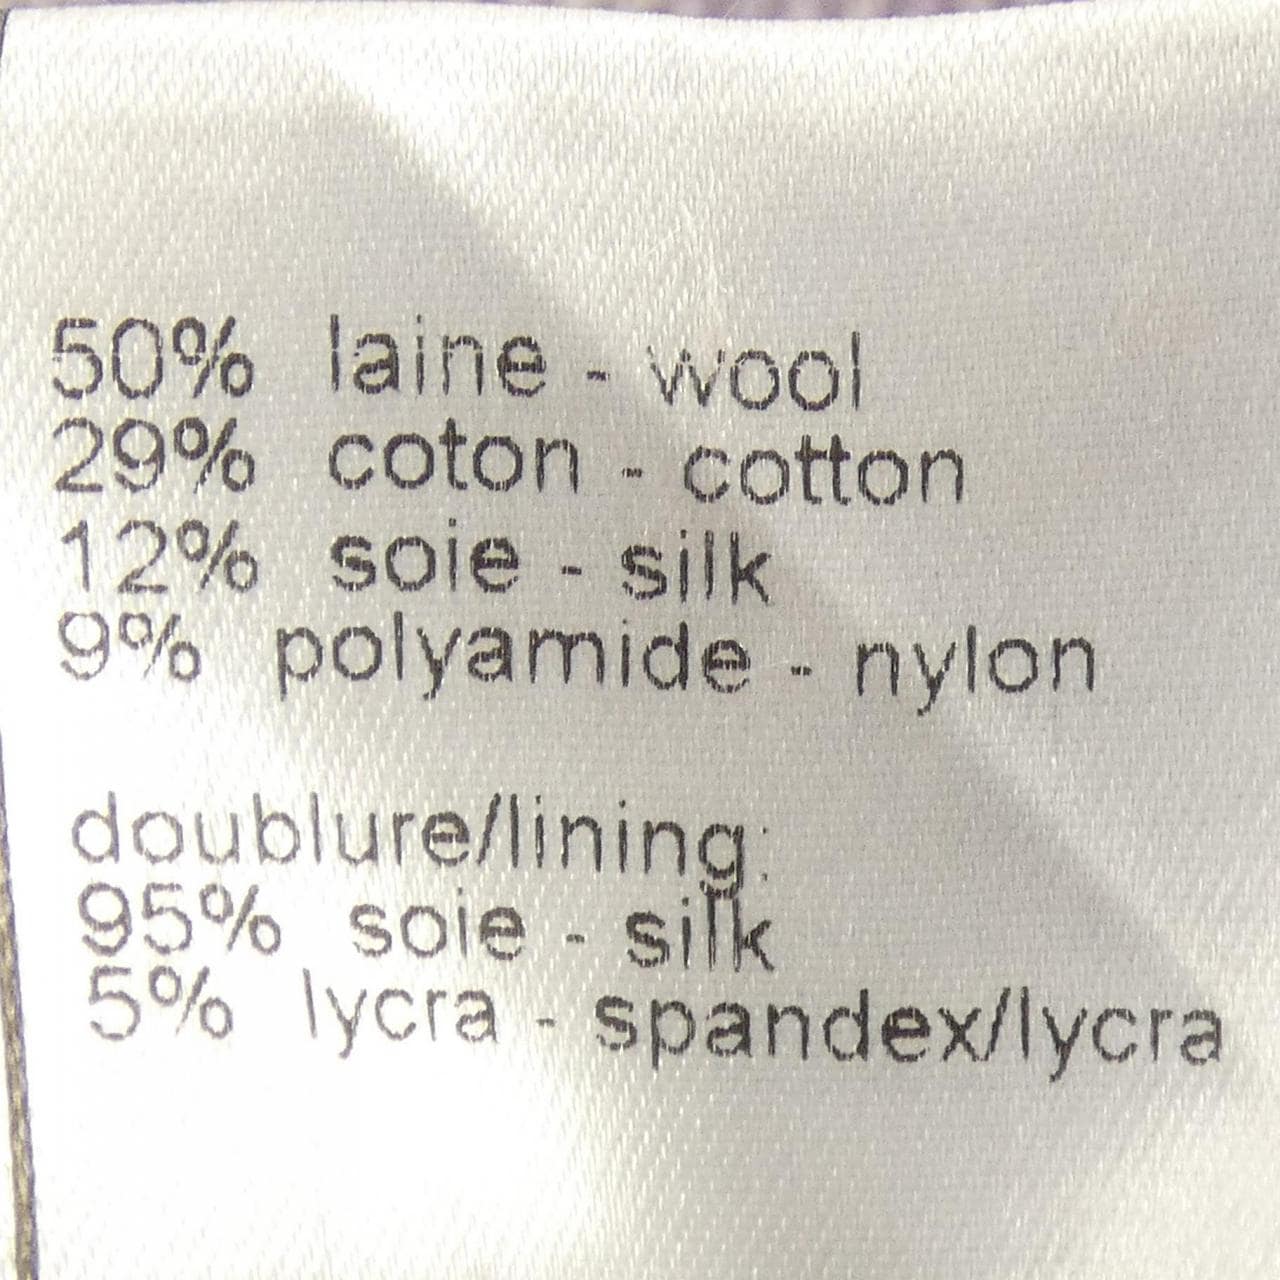 50% laine - wool
29% coton - cotton
12% soie - silk
9% polyamide - nylon
doublure/lining:
95% soie - silk
5% lycra - spandex/lycra